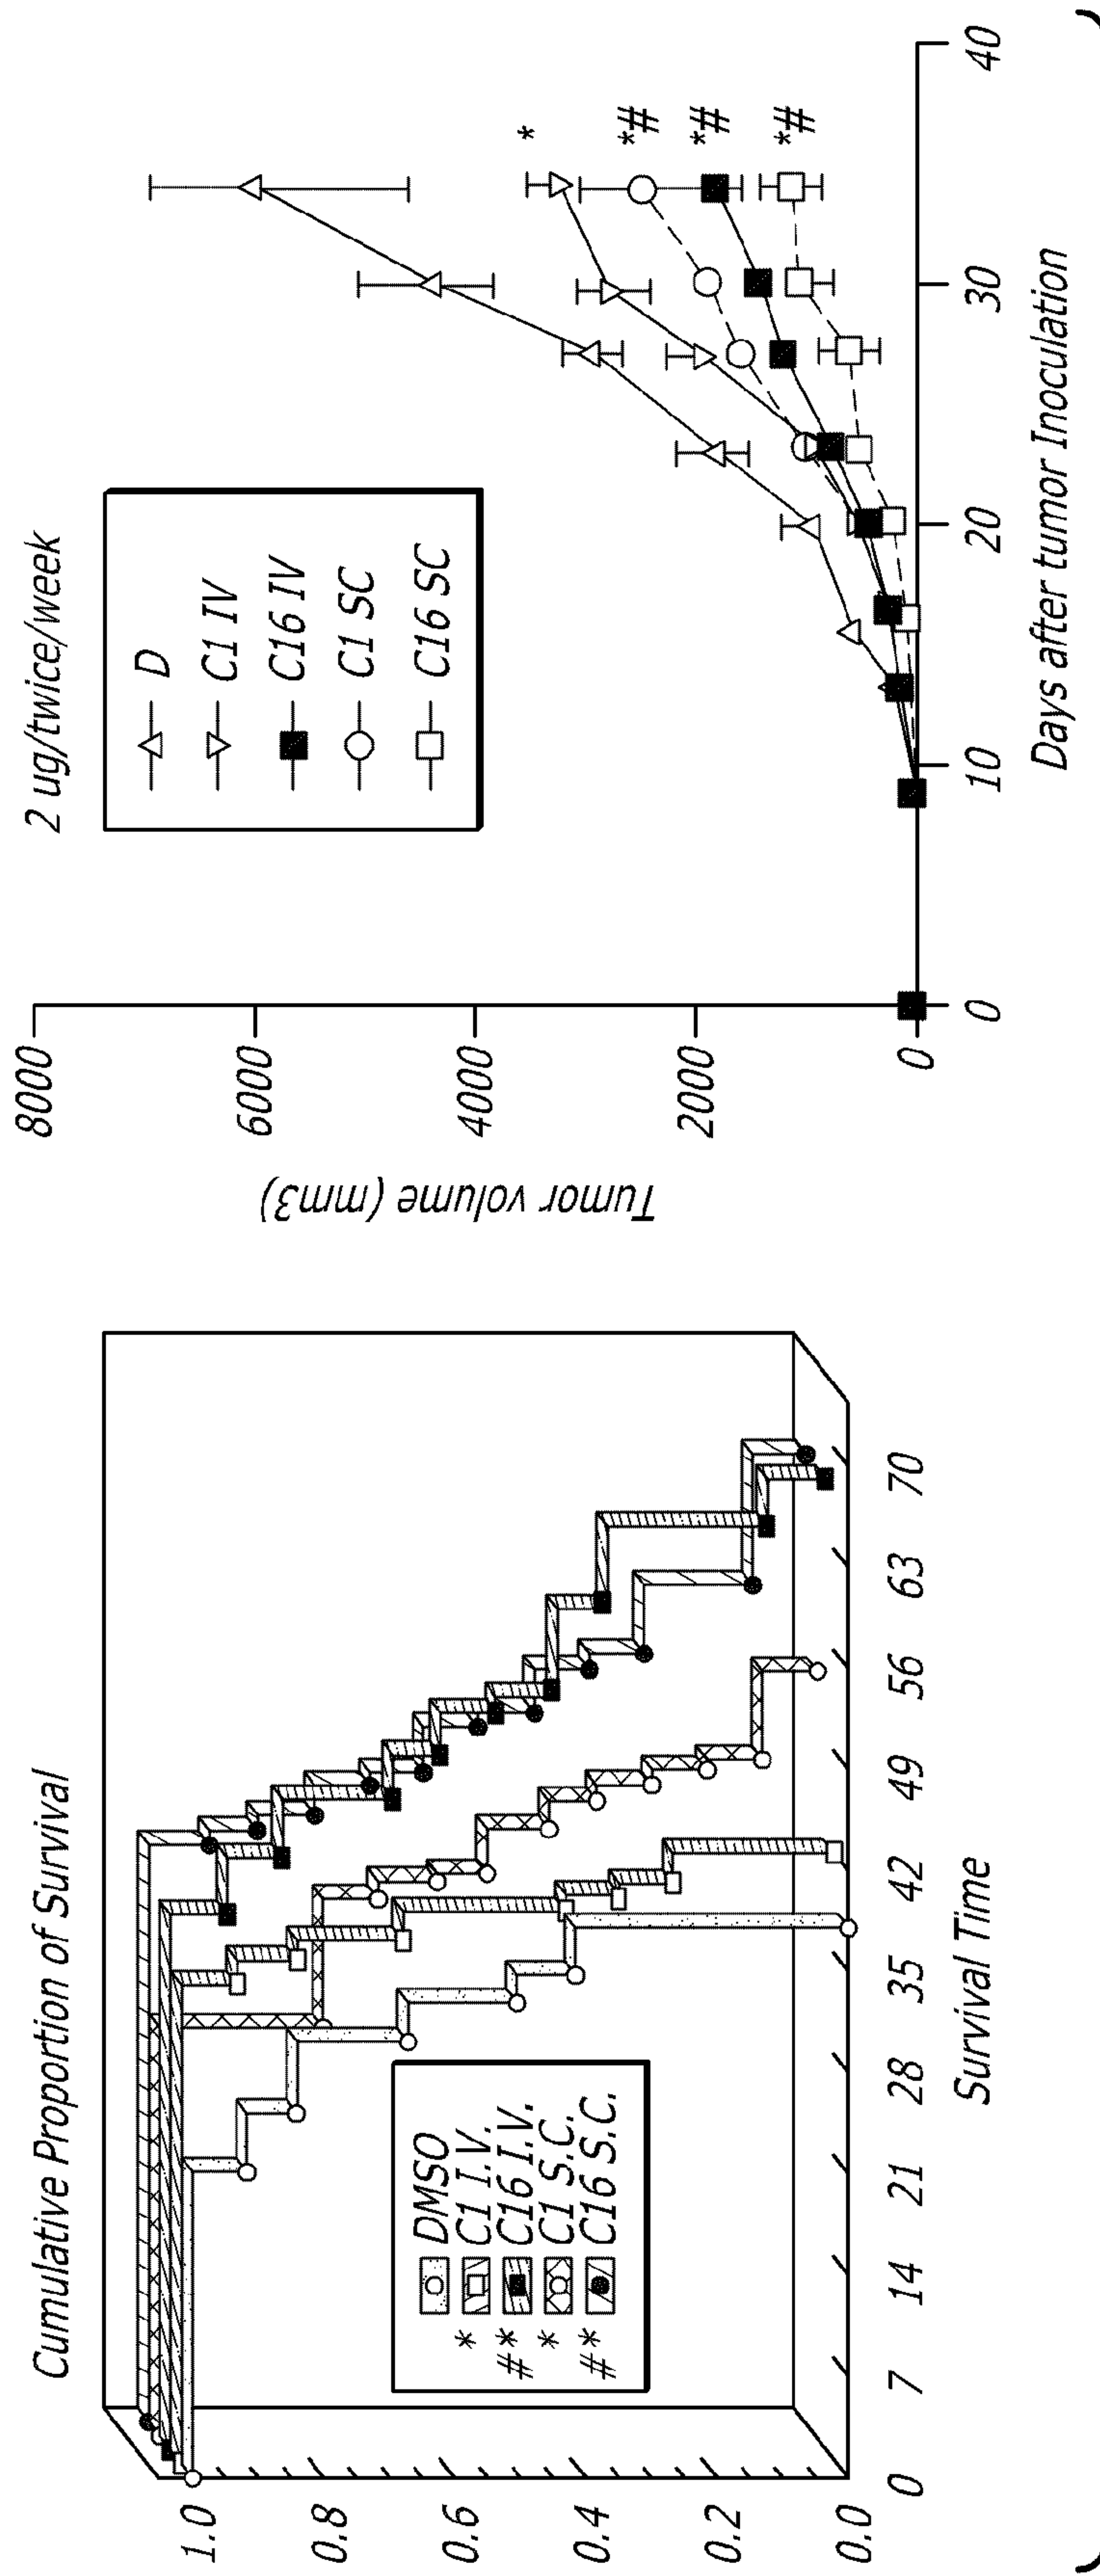 Cumulative Proportion of Survival
1.0
0.8
0.6
0.4
0.2
0.0
DMSO
* C1 I.V.
#* C16 I.V.
* C1 S.C.
#* C16 S.C.
0 7 14 21 28 35 42 49 56 63 70
Survival Time
2 ug/twice/week
D
C1 IV
C16 IV
C1 SC
C16 SC
Tumor volume (mm3)
8000
6000
4000
2000
0
*
*#
*#
*#
0 10 20 30 40
Days after tumor Inoculation